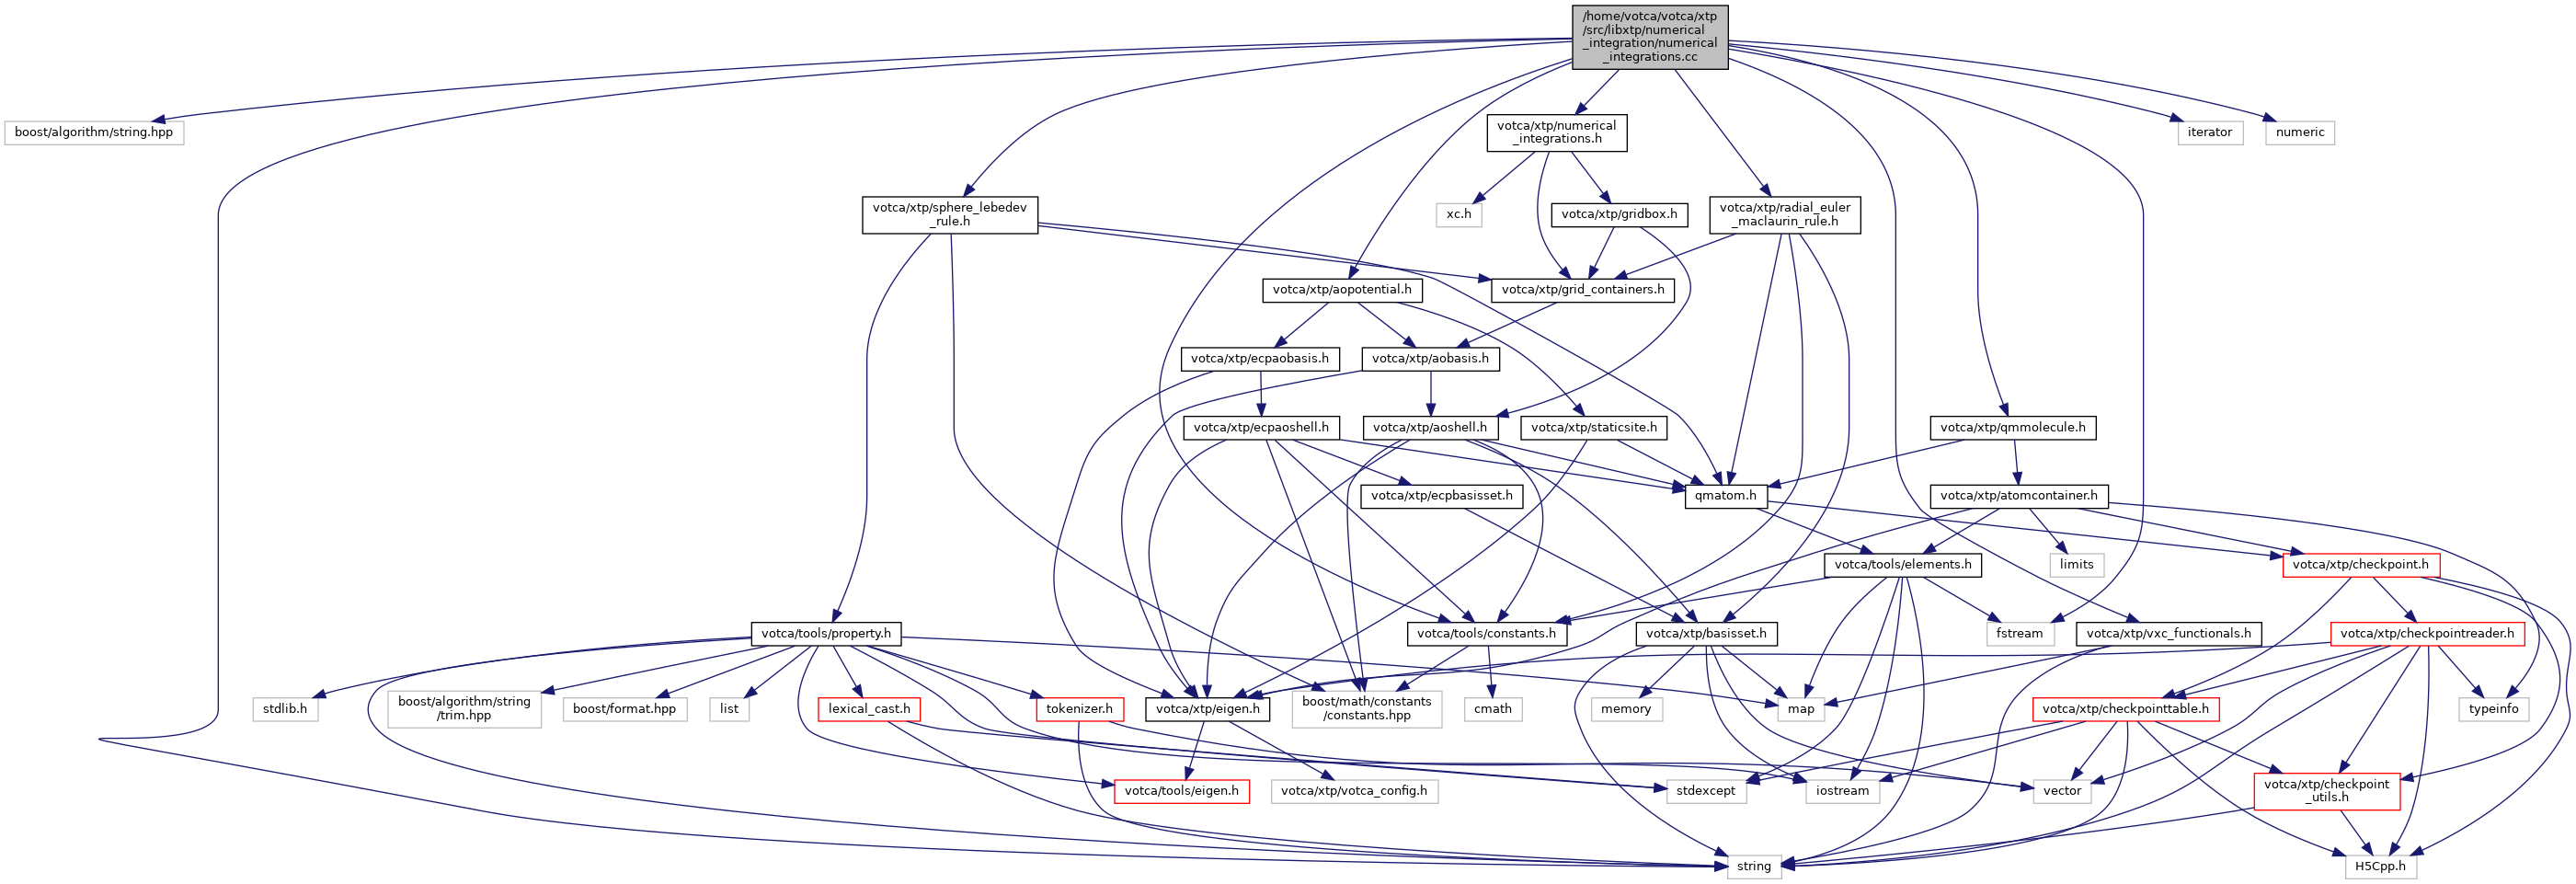 /home/votca/votca/xtp
/src/libxtp/numerical
_integration/numerical
_integrations.cc
boost/algorithm/string.hpp
votca/xtp/numerical
_integrations.h
iterator
numeric
votca/xtp/sphere_lebedev
_rule.h
xc.h
votca/xtp/gridbox.h
votca/xtp/radial_euler
_maclaurin_rule.h
votca/xtp/aopotential.h
votca/xtp/grid_containers.h
votca/xtp/ecpaobasis.h
votca/xtp/aobasis.h
votca/xtp/ecpaoshell.h
votca/xtp/aoshell.h
votca/xtp/staticsite.h
votca/xtp/qmmolecule.h
votca/xtp/ecpbasisset.h
qmatom.h
votca/xtp/atomcontainer.h
votca/tools/elements.h
limits
votca/xtp/checkpoint.h
votca/tools/property.h
votca/tools/constants.h
votca/xtp/basisset.h
fstream
votca/xtp/vxc_functionals.h
votca/xtp/checkpointreader.h
stdlib.h
boost/algorithm/string
/trim.hpp
boost/format.hpp
list
lexical_cast.h
tokenizer.h
votca/xtp/eigen.h
boost/math/constants
/constants.hpp
cmath
memory
map
votca/xtp/checkpointtable.h
typeinfo
votca/tools/eigen.h
votca/xtp/votca_config.h
stdexcept
iostream
vector
votca/xtp/checkpoint
_utils.h
string
H5Cpp.h